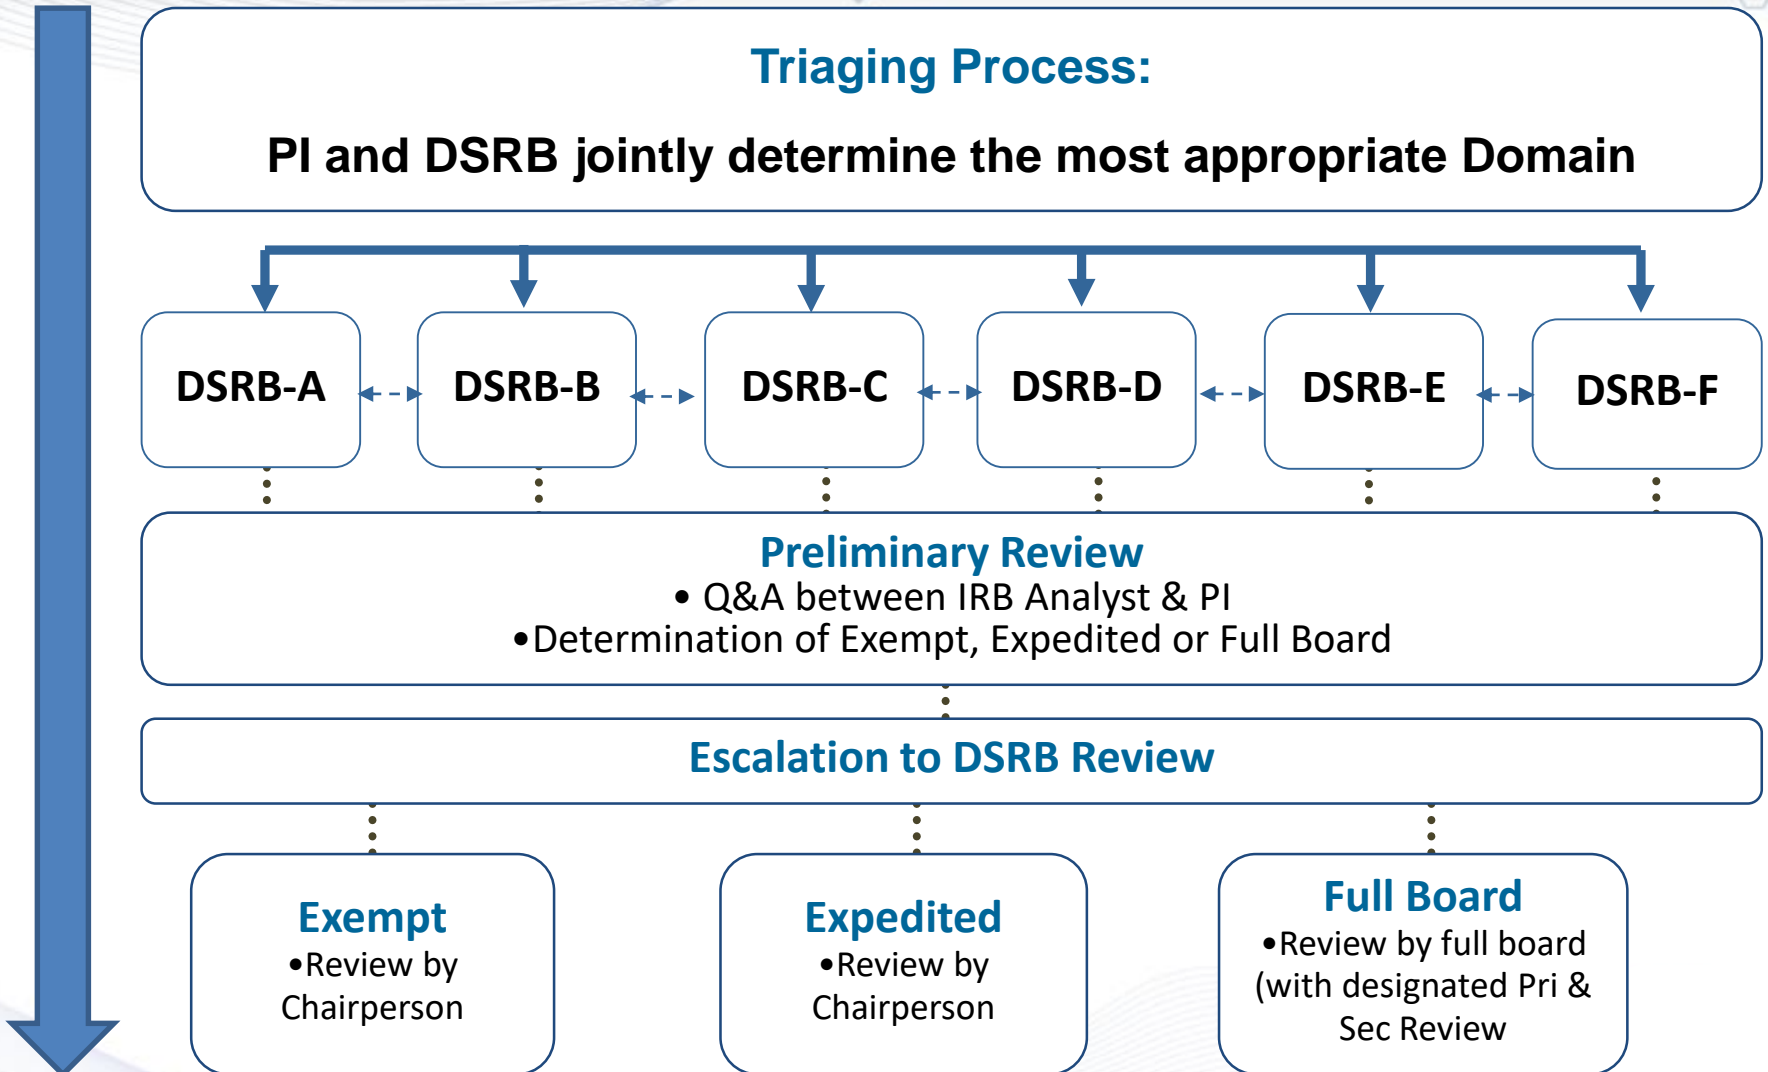 Triaging Process:
PI and DSRB jointly determine the most appropriate Domain
DSRB-A
DSRB-B
DSRB-C
DSRB-D
DSRB-E
DSRB-F
Preliminary Review
• Q&A between IRB Analyst & PI
•Determination of Exempt, Expedited or Full Board
Escalation to DSRB Review
Exempt
•Review by
Chairperson
Expedited
•Review by
Chairperson
Full Board
•Review by full board
(with designated Pri &
Sec Review